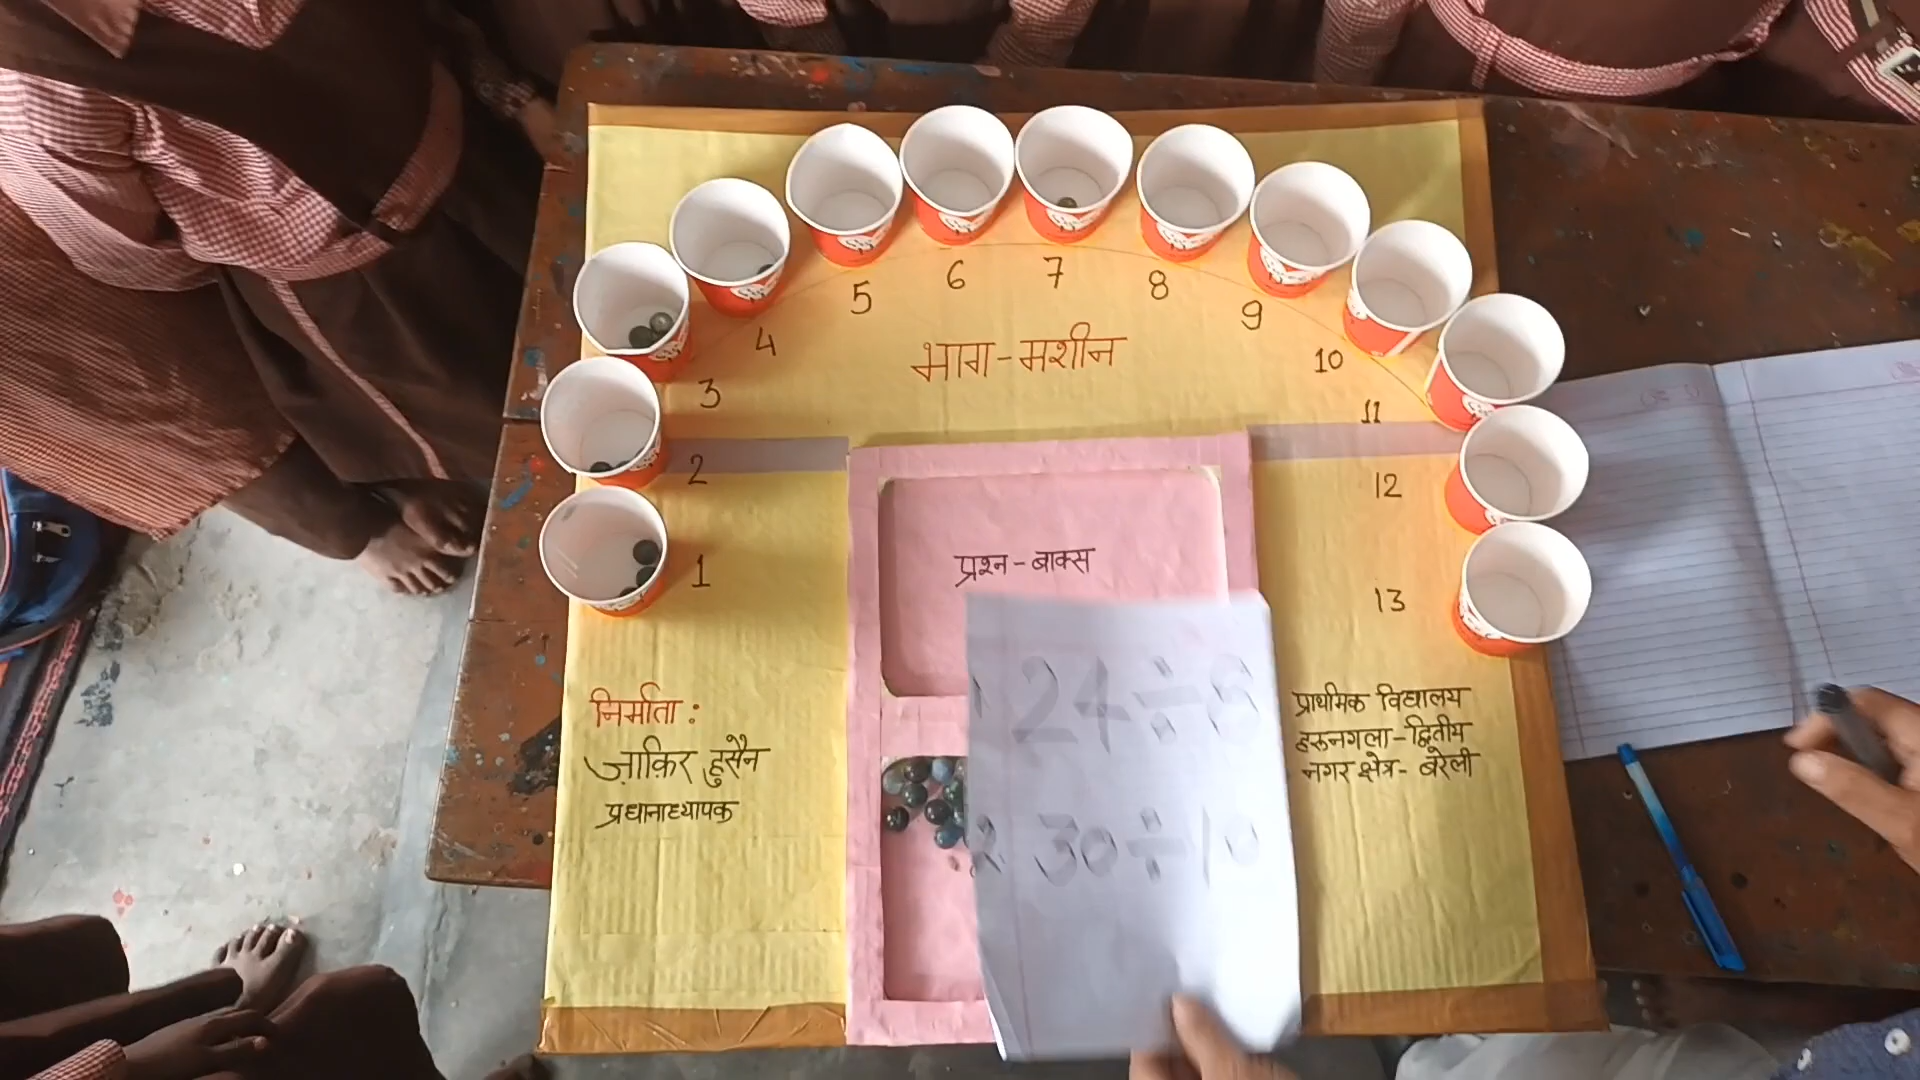 1
2
3
4
5
6
7
8
9
10
11
12
13
भाग-मशीन
प्रश्न-बाक्स
24÷6
2 30÷10
निर्माता:
ज़ाक़िर हुसैन
प्रधानाध्यापक
प्राथमिक विद्यालय
हरुनगला-द्वितीय
नगर क्षेत्र- बरेली